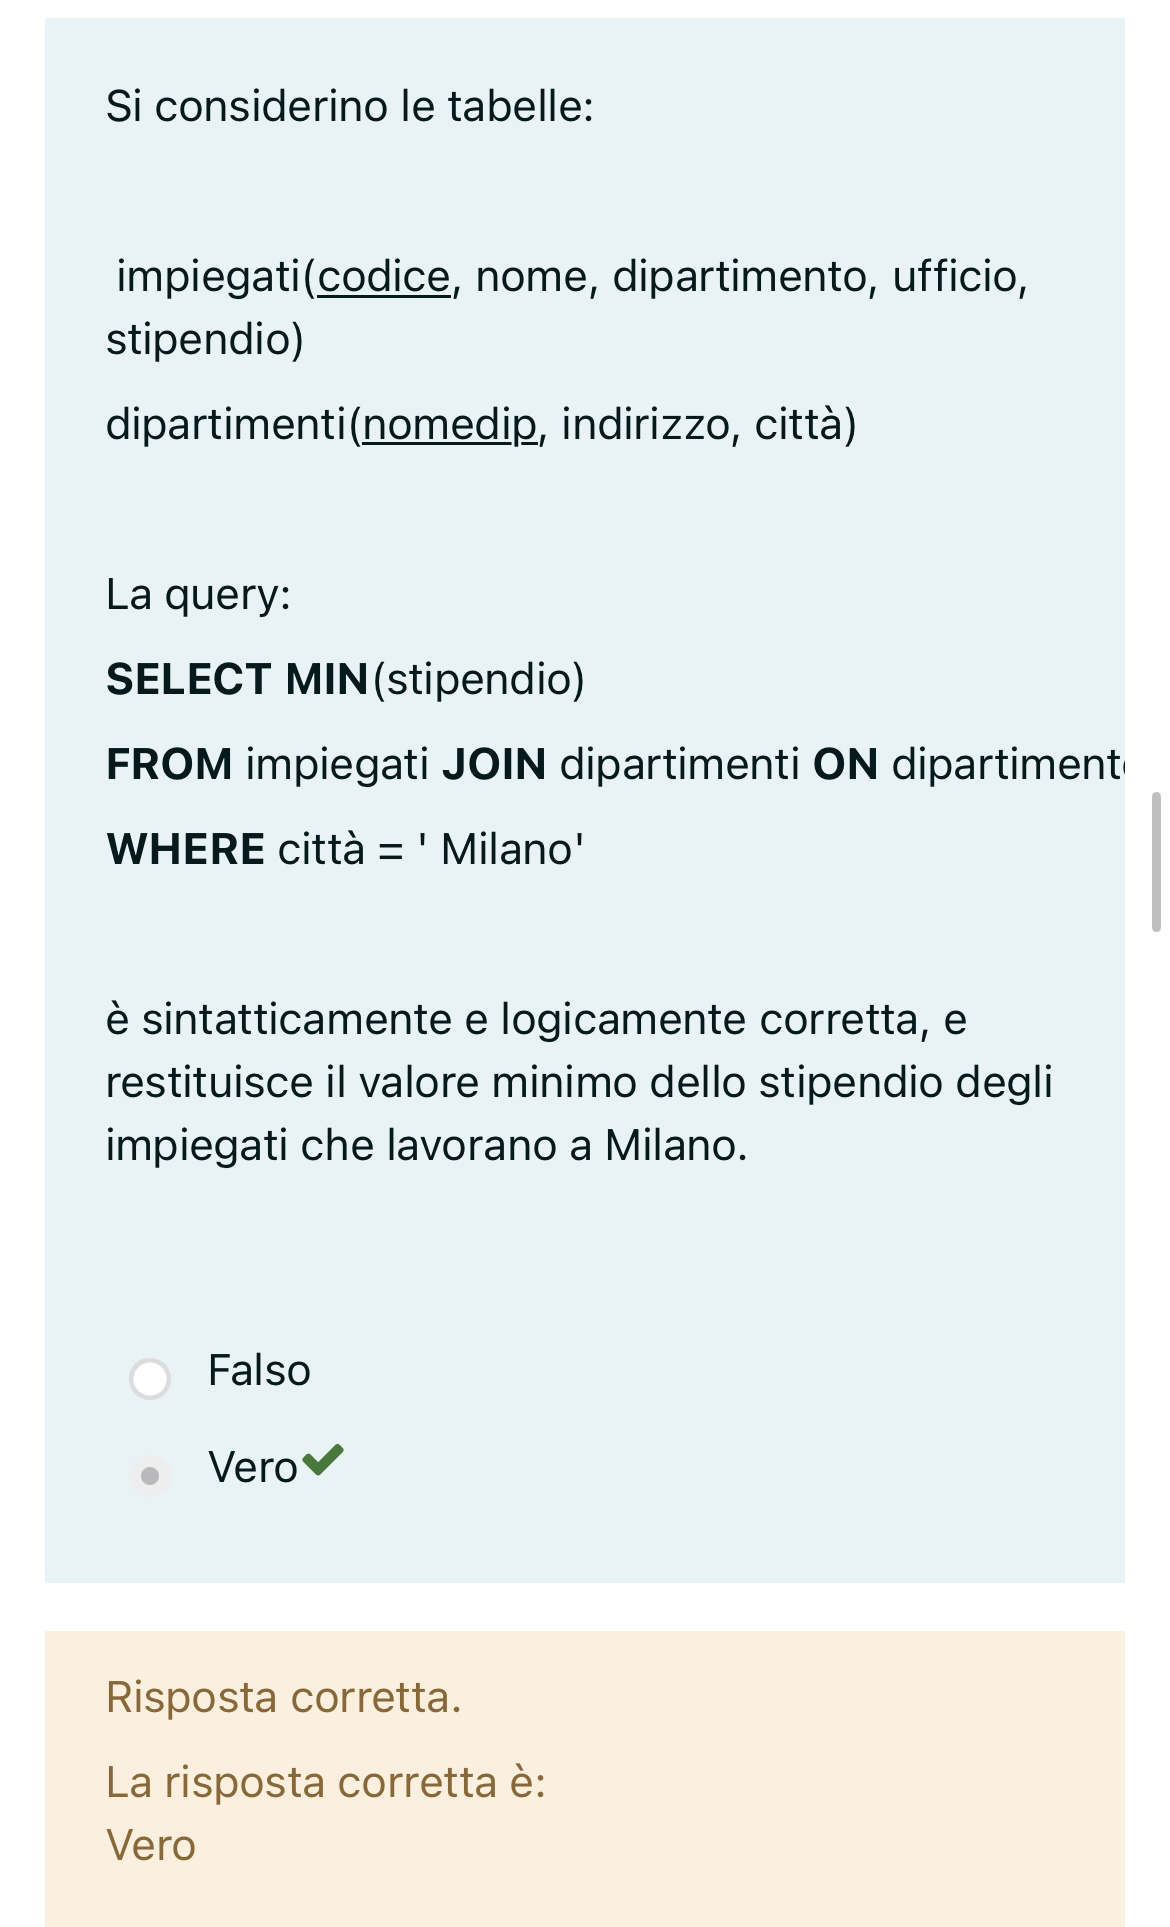 Si considerino le tabelle:
impiegati(codice, nome, dipartimento, ufficio,
stipendio)
dipartimenti(nomedip, indirizzo, città)
La query:
SELECT MIN(stipendio)
FROM impiegati JOIN dipartimenti ON
WHERE città = ' Milano'
è sintatticamente e logicamente corretta, e
restituisce il valore minimo dello stipendio degli
impiegati che lavorano a Milano.
Falso
Vero
Risposta corretta.
La risposta corretta è:
Vero